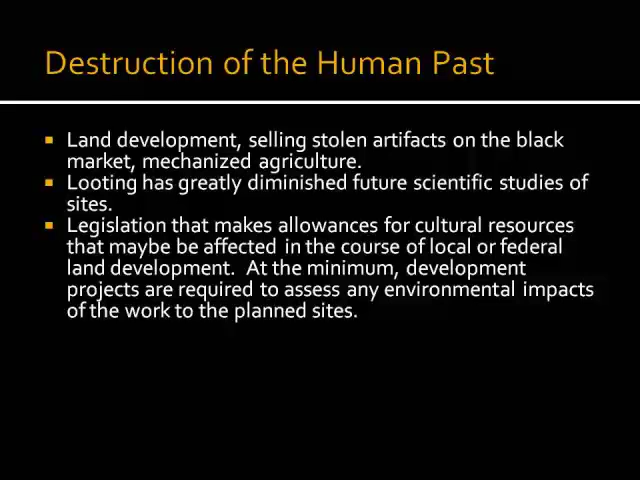 Destruction of the Human Past
Land development, selling stolen artifacts on the black
market, mechanized agriculture.
Looting has greatly diminished future scientific studies of
sites.
Legislation that makes allowances for cultural resources
that maybe be affected in the course of local or federal
land development.  At the minimum, development
projects are required to assess any environmental impacts
of the work to the planned sites.